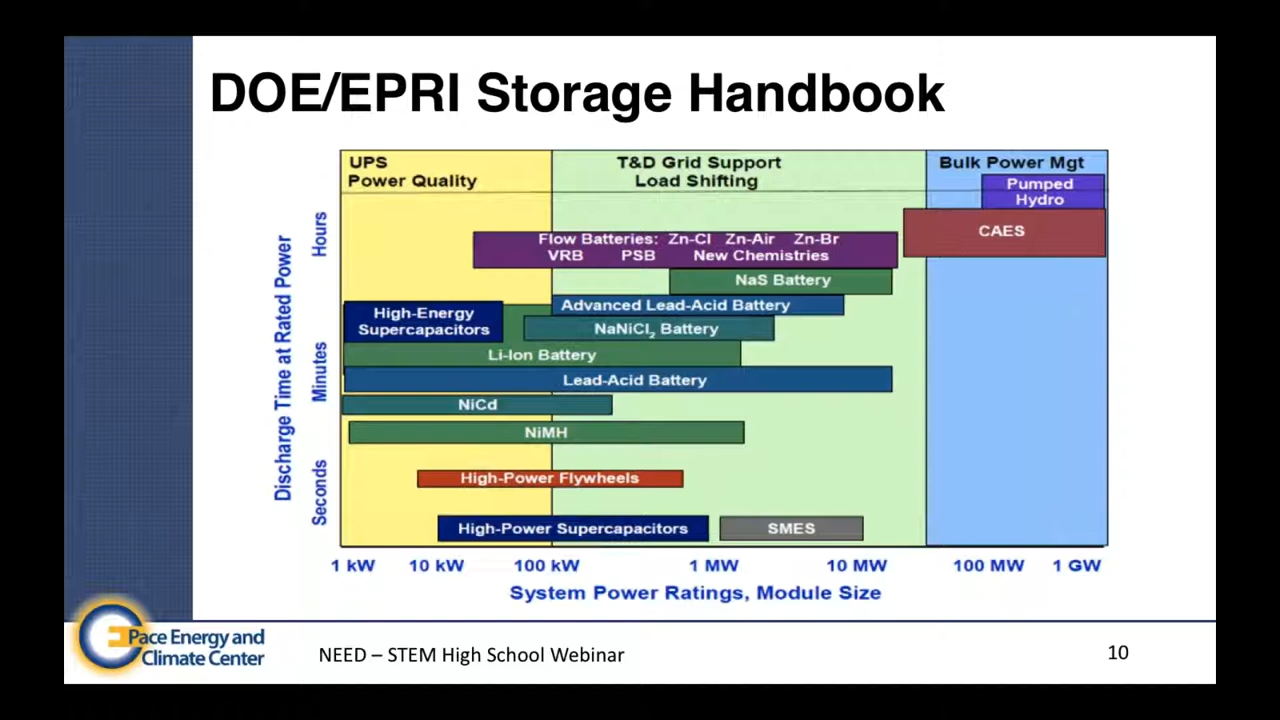 DOE/EPRI Storage Handbook
UPS
Power Quality
T&D Grid Support
Load Shifting
Bulk Power Mgt
Pumped
Hydro
CAES
Flow Batteries: Zn-Cl Zn-Air Zn-Br
VRB PSB New Chemistries
NaS Battery
Advanced Lead-Acid Battery
High-Energy
Supercapacitors
NaNiCl₂ Battery
Li-Ion Battery
Lead-Acid Battery
NiCd
NiMH
High-Power Flywheels
High-Power Supercapacitors
SMES
Discharge Time at Rated Power
Hours
Minutes
Seconds
1 kW 10 kW 100 kW 1 MW 10 MW 100 MW 1 GW
System Power Ratings, Module Size
Pace Energy and
Climate Center
NEED – STEM High School Webinar
10